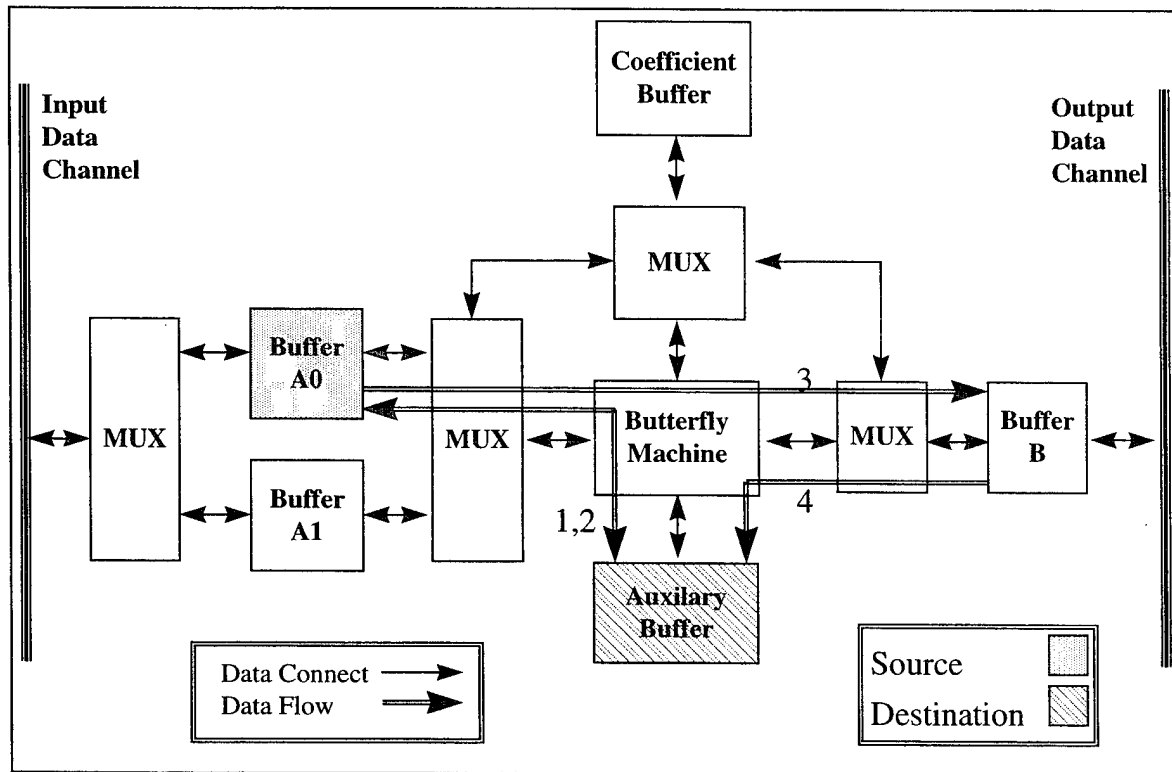 Coefficient
Buffer
Input
Data
Channel
Output
Data
Channel
MUX
Buffer
A0
3
MUX
MUX
Butterfly
Machine
MUX
Buffer
B
Buffer
A1
1,2
4
Auxilary
Buffer
Data Connect
Data Flow
Source
Destination